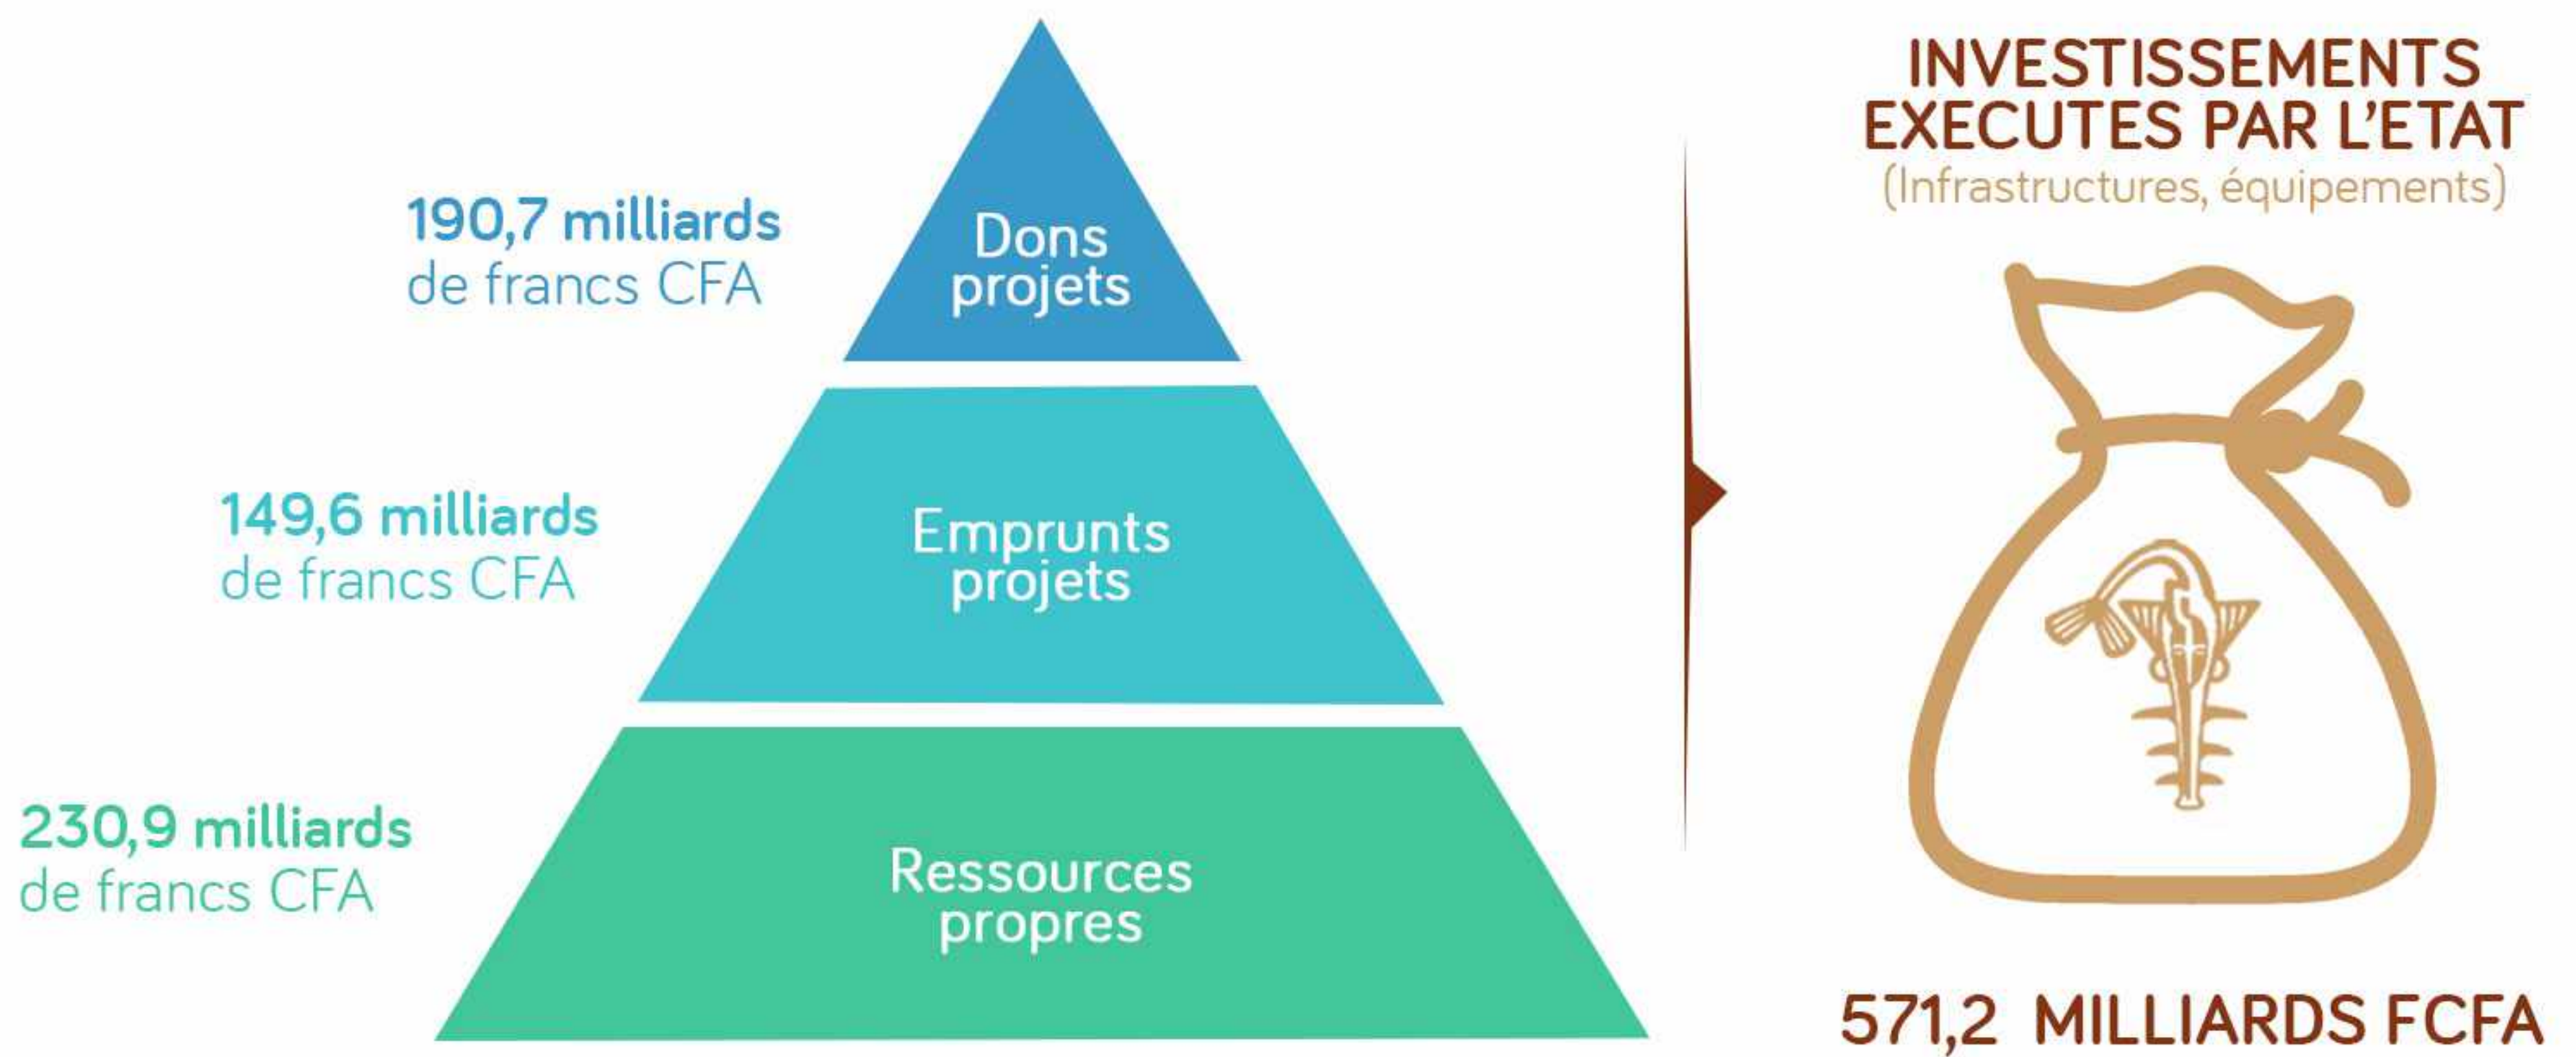 190,7 milliards
de francs CFA
Dons
projets
149,6 milliards
de francs CFA
Emprunts
projets
230,9 milliards
de francs CFA
Ressources
propres
INVESTISSEMENTS
EXECUTES PAR L'ETAT
(Infrastructures, équipements)
571,2 MILLIARDS FCFA